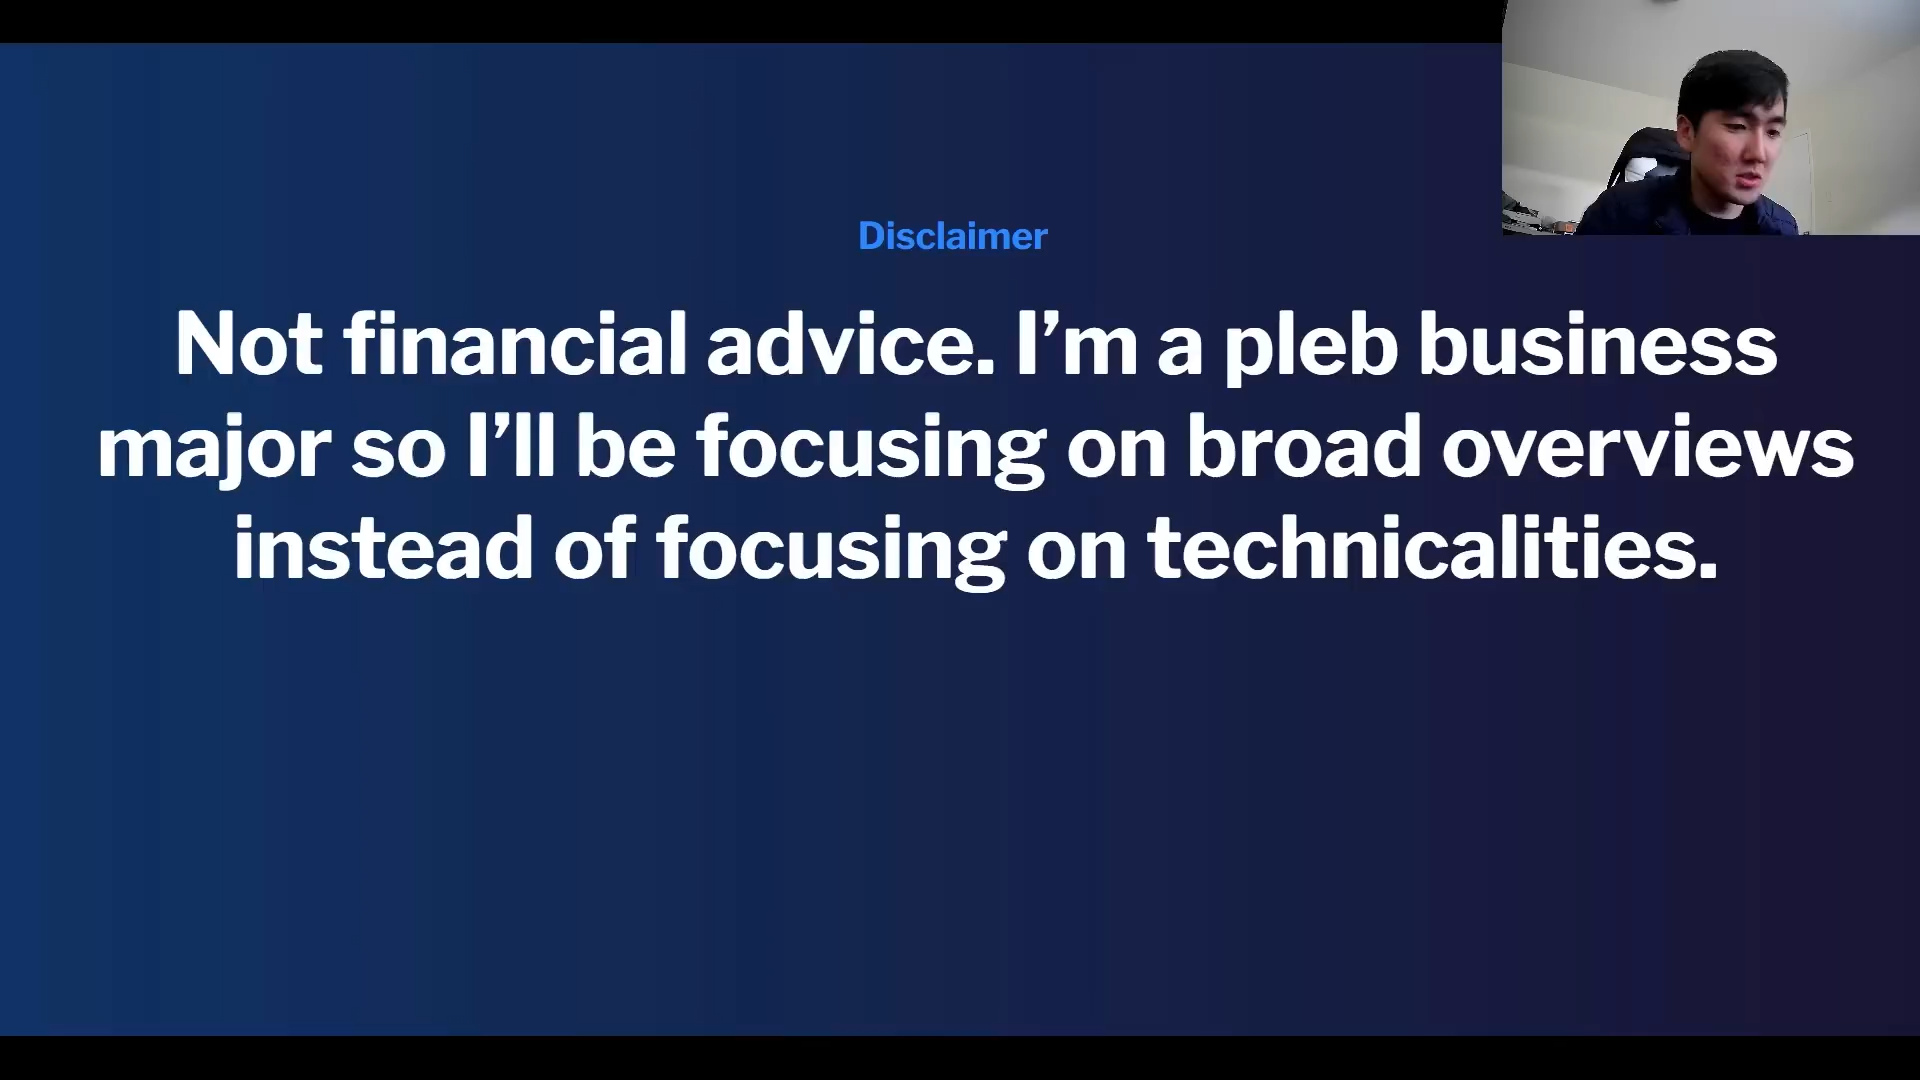 Disclaimer
Not financial advice. I’m a pleb business
major so I’ll be focusing on broad overviews
instead of focusing on technicalities.